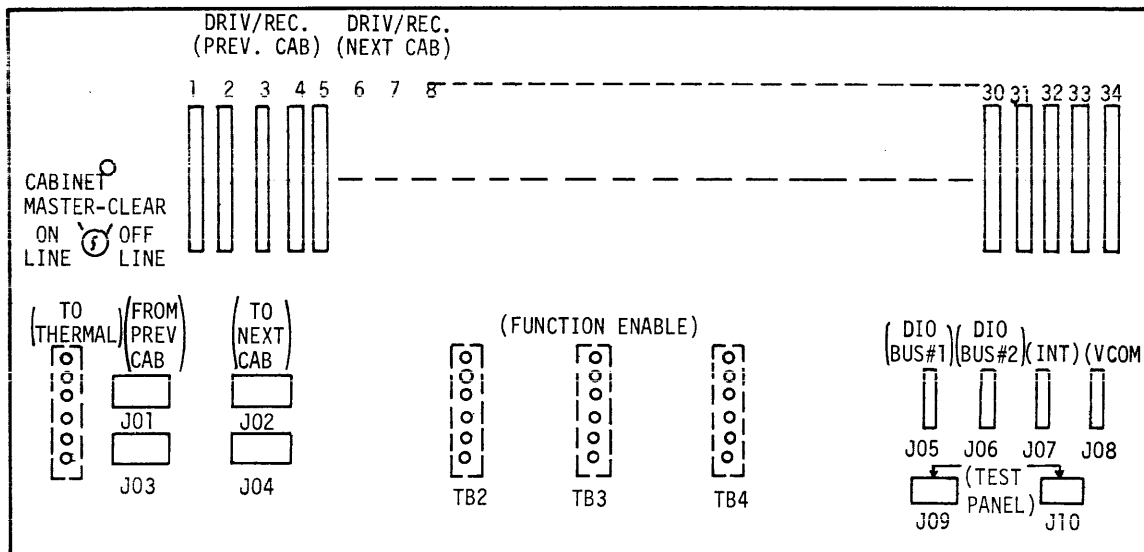 DRIV/REC. DRIV/REC.
(PREV. CAB) (NEXT CAB)
1 2 3 4 5 6 7 8 30 31 32 33 34
CABINET
MASTER-CLEAR
ON OFF
LINE LINE
(TO THERMAL)
(FROM PREV CAB)
(TO NEXT CAB)
(FUNCTION ENABLE)
(DIO BUS#1)
(DIO BUS#2)
(INT)
(VCOM
J01 J02
J03 J04
TB2 TB3 TB4
J05 J06 J07 J08
(TEST PANEL)
J09 J10